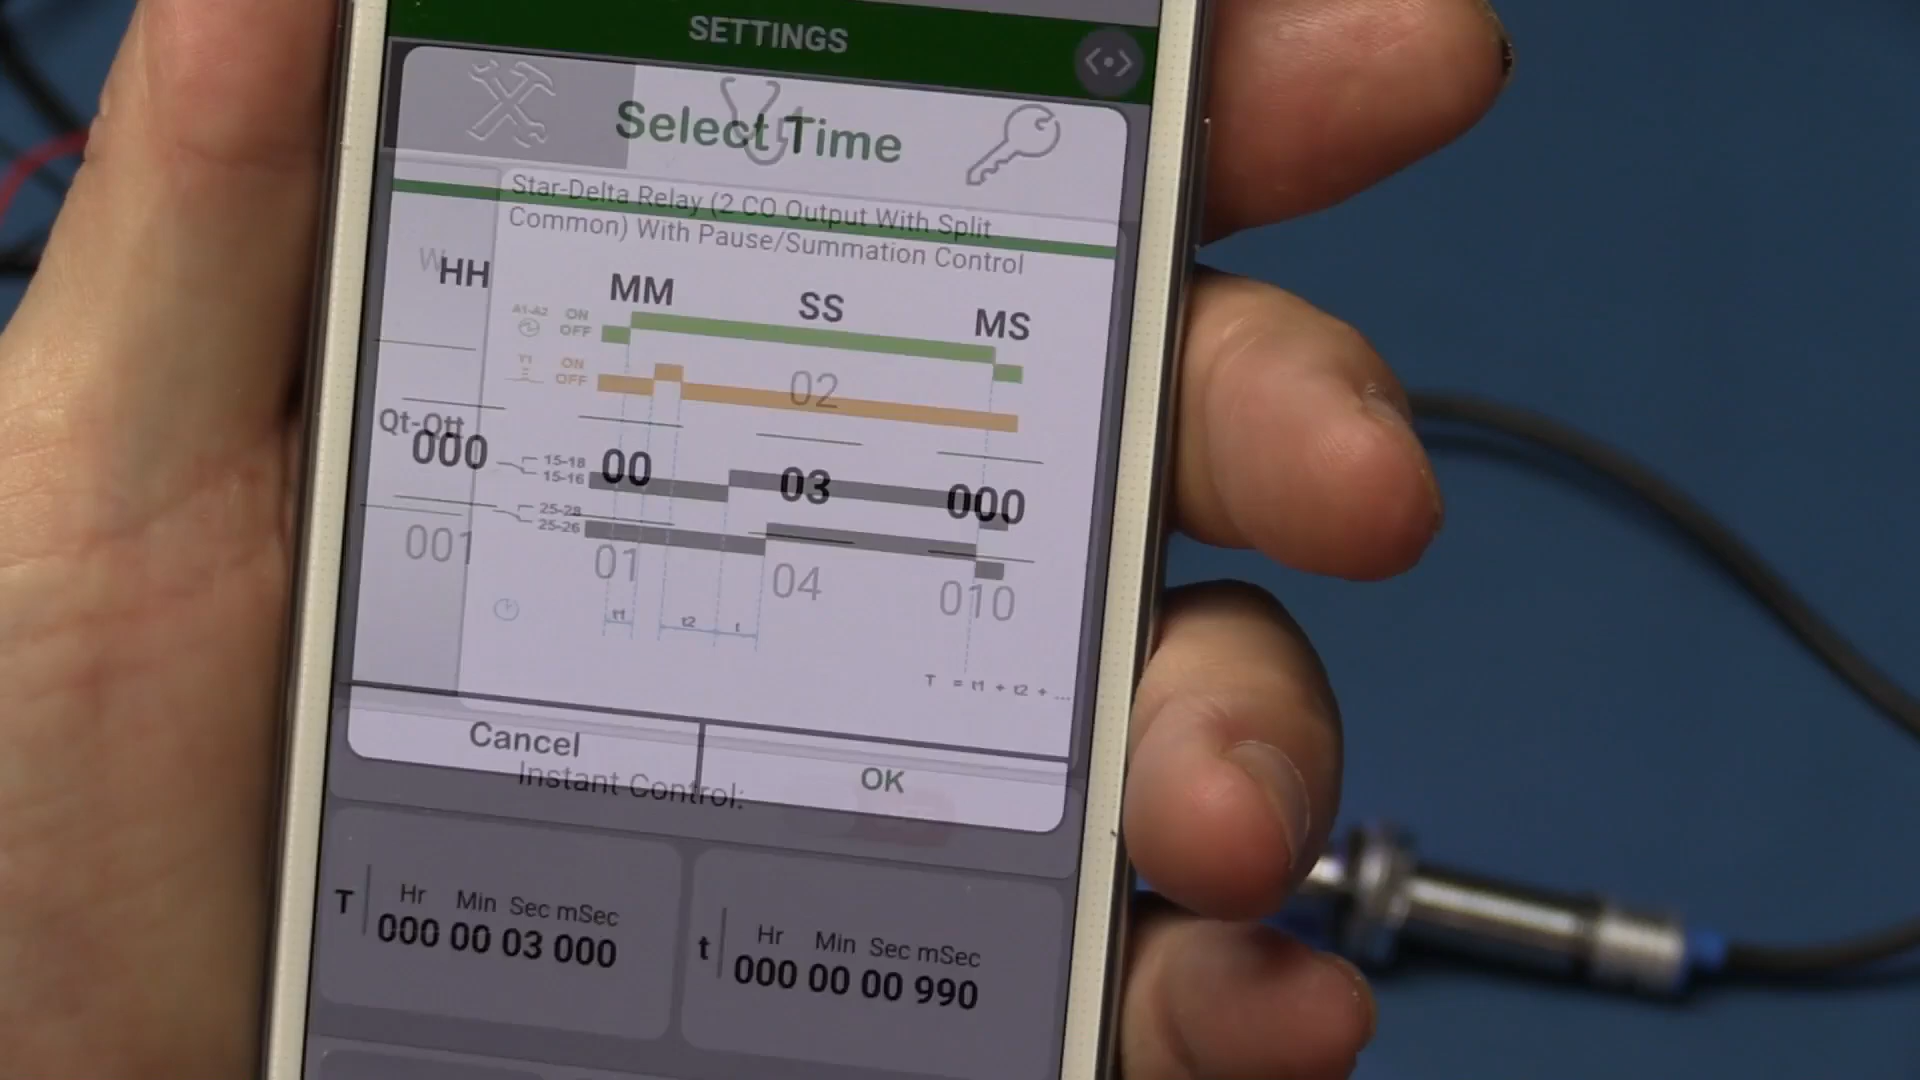 SETTINGS
Select Time
Star-Delta Relay (2 CO Output With Split
Common) With Pause/Summation Control
HH MM SS MS
A1-A2 ON
OFF
Y1 ON
OFF
02
Qt-Qtt
000 00 03 000
15-18
15-16
25-28
25-26
001 01 04 010
t1 t2 t
T = t1 + t2 + ...
Cancel OK
Instant Control:
T Hr Min Sec mSec
000 00 03 000
t Hr Min Sec mSec
000 00 00 990